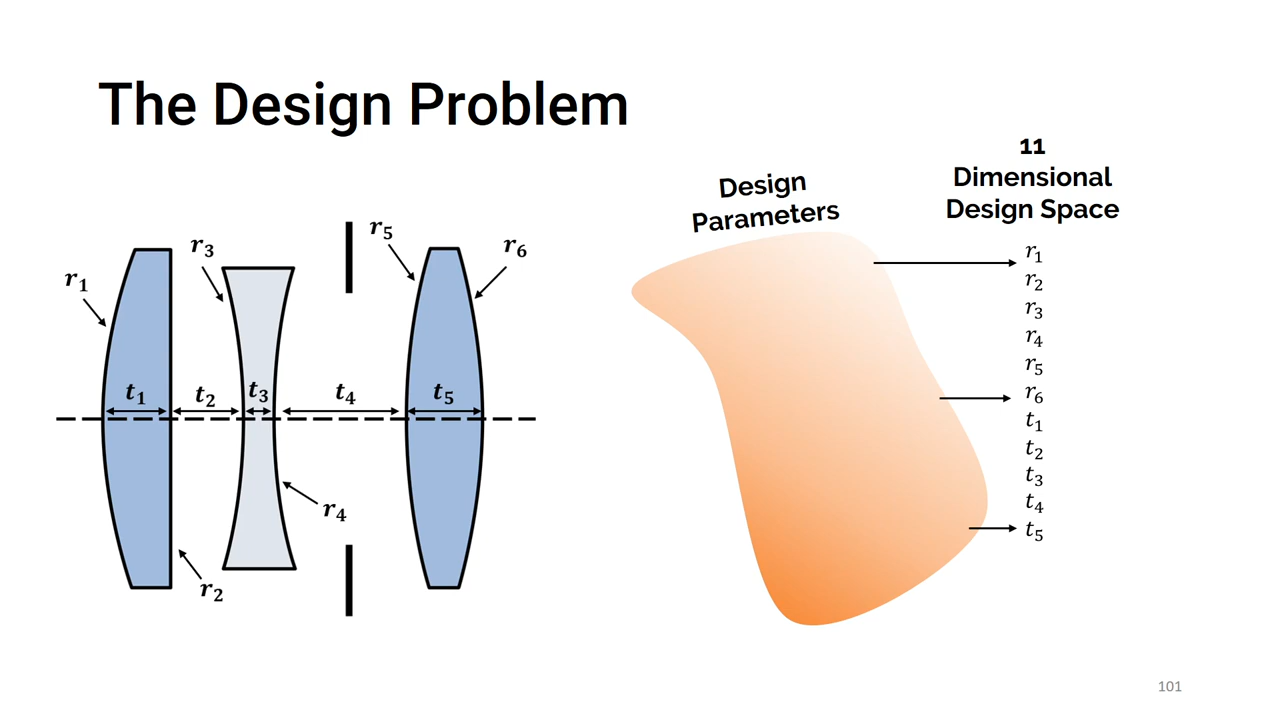 The Design Problem
r₁
r₃
r₅
r₆
t₁
t₂
t₃
t₄
t₅
r₄
r₂
Design
Parameters
11
Dimensional
Design Space
r₁
r₂
r₃
r₄
r₅
r₆
t₁
t₂
t₃
t₄
t₅
101